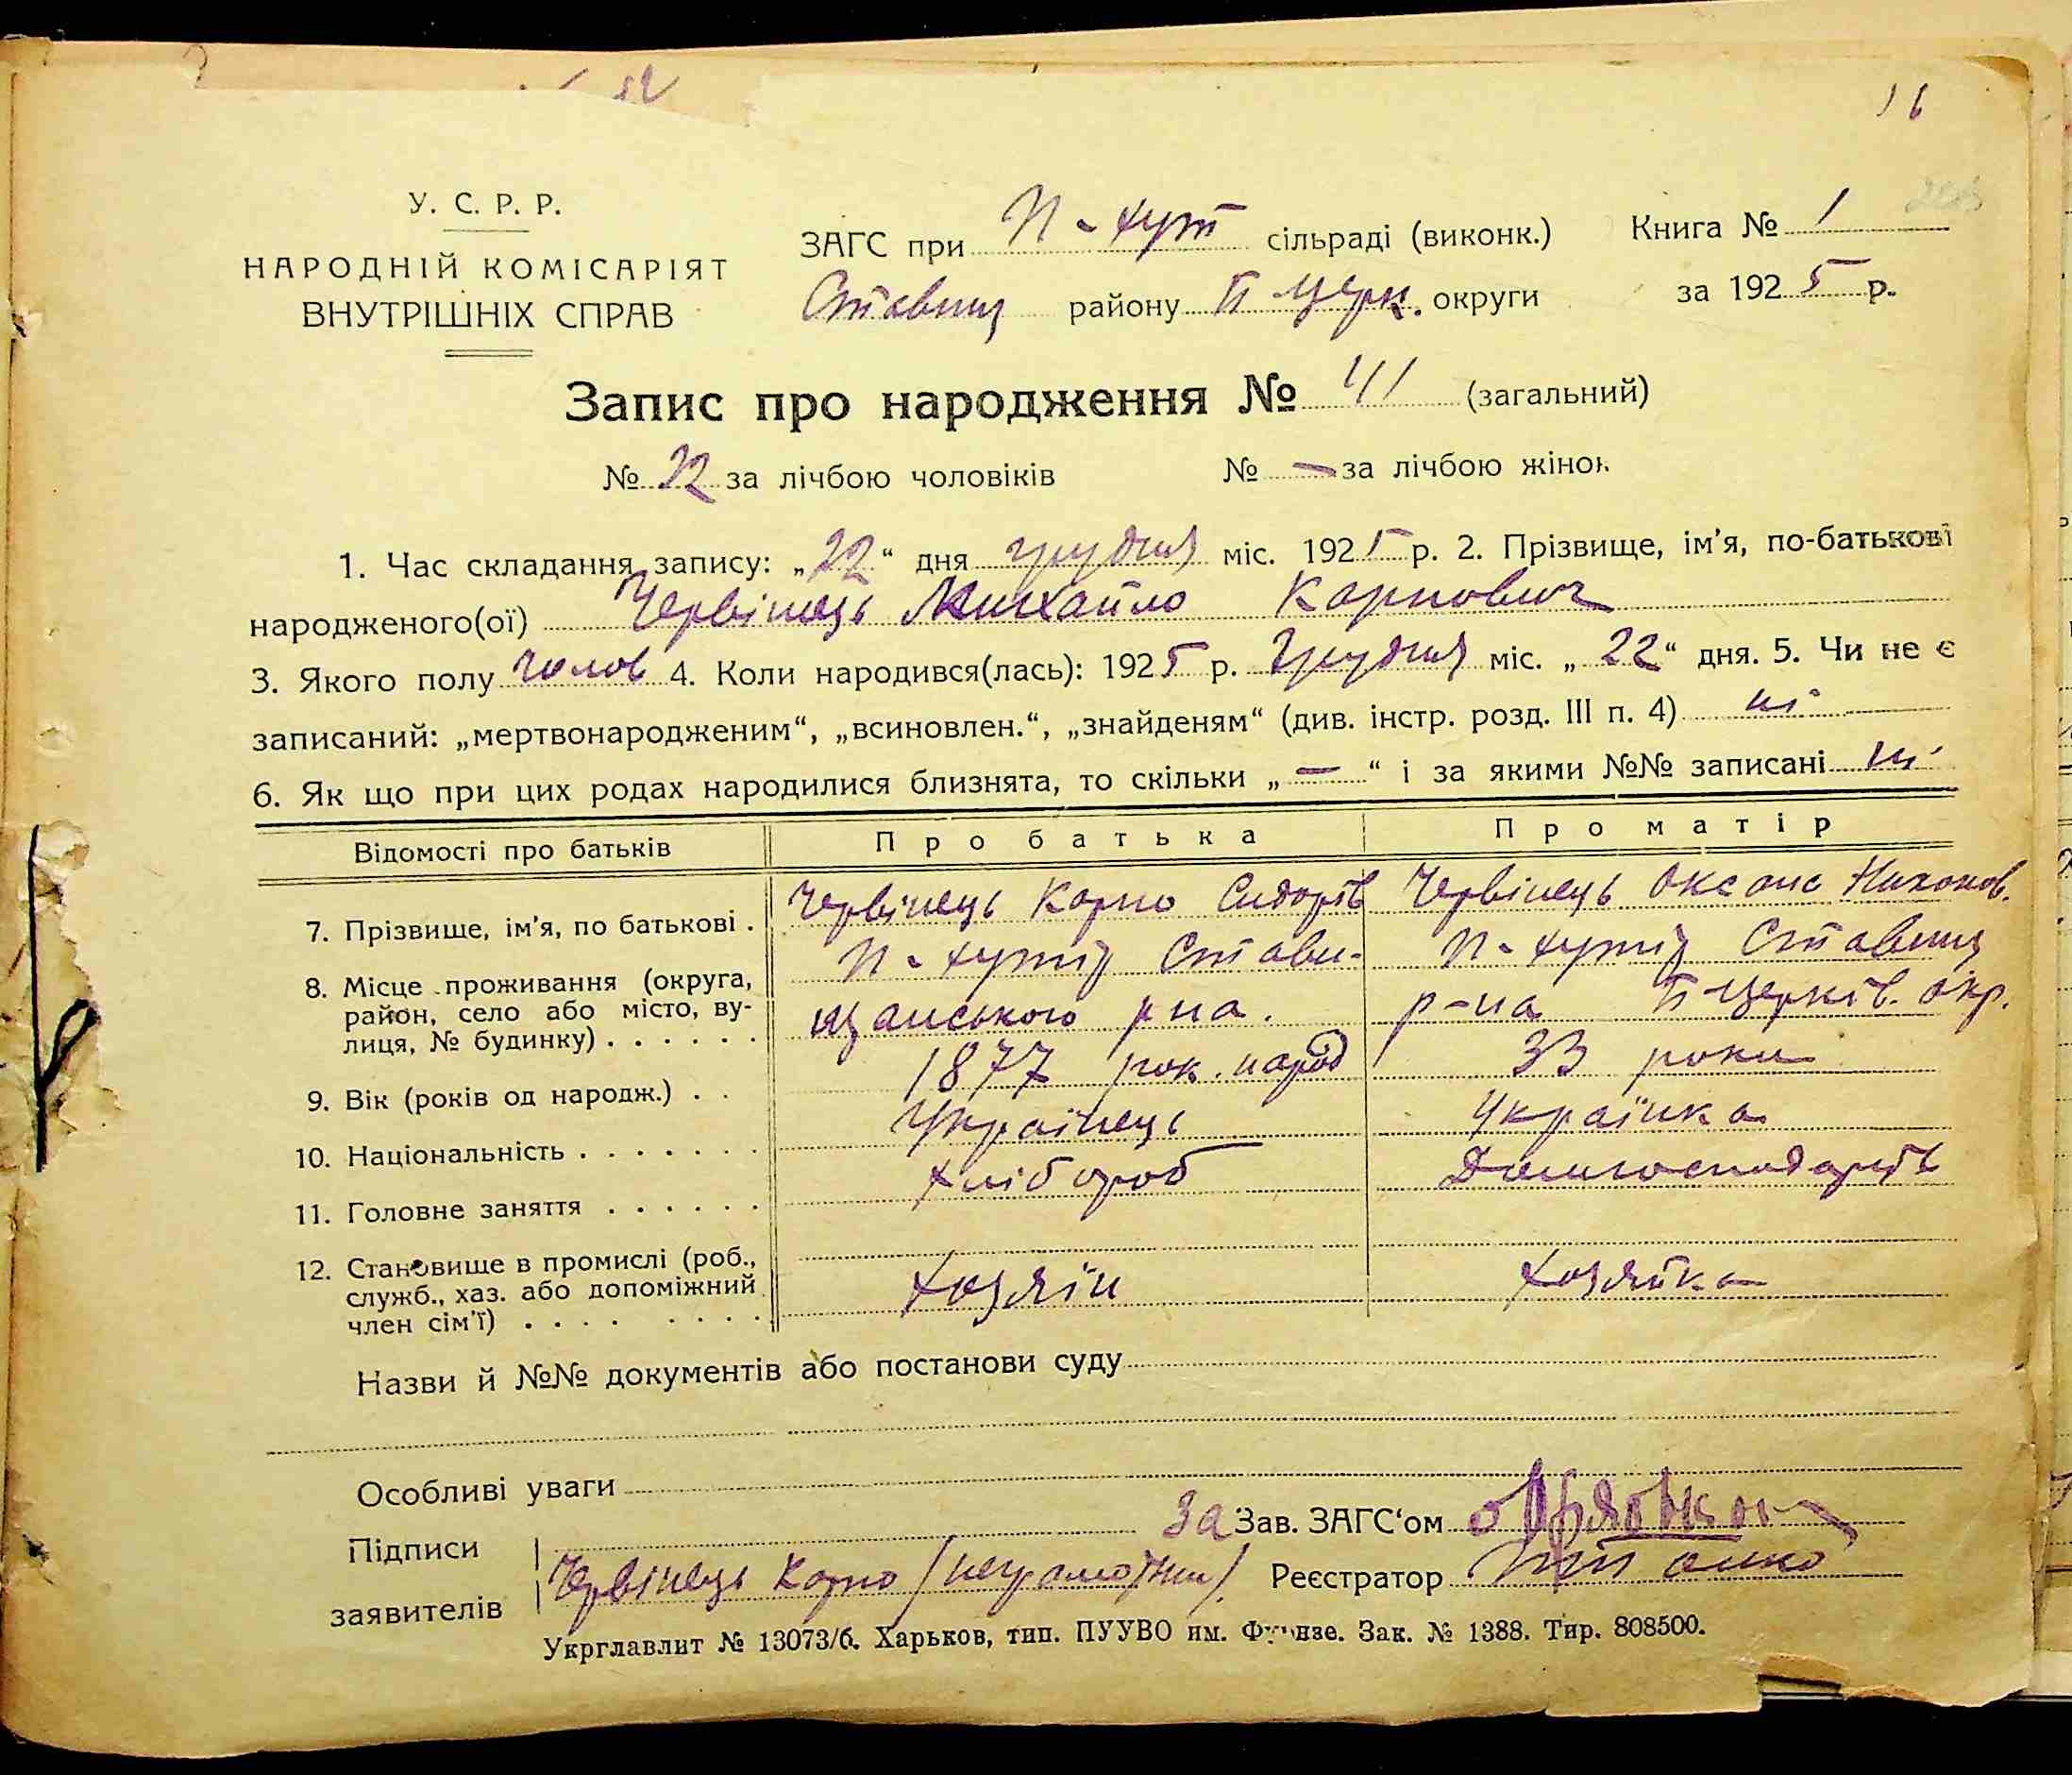 16
У. С. Р. Р.
НАРОДНІЙ КОМІСАРІЯТ
ВНУТРІШНІХ СПРАВ
ЗАГС при П-хут сільраді (виконк.)
Ставищ району Б Церк. округи
Книга № 1
за 1925 р.
Запис про народження № 41 (загальний)
№ 22 за лічбою чоловіків № — за лічбою жінок
1. Час складання запису: „22“ дня грудня міс. 1925 р. 2. Прізвище, ім'я, по-батькові
народженого(ої) Червінець Михайло Карпович
3. Якого полу чолов 4. Коли народився(лась): 1925 р. Грудня міс. „22“ дня. 5. Чи не є
записаний: „мертвонародженим“, „всиновлен.“, „знайденям“ (див. інстр. розд. III п. 4) ні
6. Як що при цих родах народилися близнята, то скільки „—“ і за якими №№ записані ні
Відомості про батьків Про батька Про матір
7. Прізвище, ім'я, по батькові . Червінець Карпо Сидорів Червінець Оксана Никонов.
8. Місце проживання (округа, район, село або місто, вулиця, № будинку) . . . . . . П-хутір Стави- П-хутір Ставищ
щанського рна. р-на Б Церків. окр.
9. Вік (років од народж.) . . 1877 рок. народ 33 роки
10. Національність . . . . . . . Українець Українка
11. Головне заняття . . . . . . Хлібороб Домгосподарств
12. Становище в промислі (роб., служб., хаз. або допоміжний член сім'ї) . . . . . . . . Хозяїн Хозяйка
Назви й №№ документів або постанови суду
Особливі уваги
За Зав. ЗАГС'ом
Підписи
заявителів Червінець Карпо (неграмотний) Реєстратор
Укрглавлит № 13073/б. Харьков, тип. ПУУВО им. Фрунзе. Зак. № 1388. Тир. 808500.